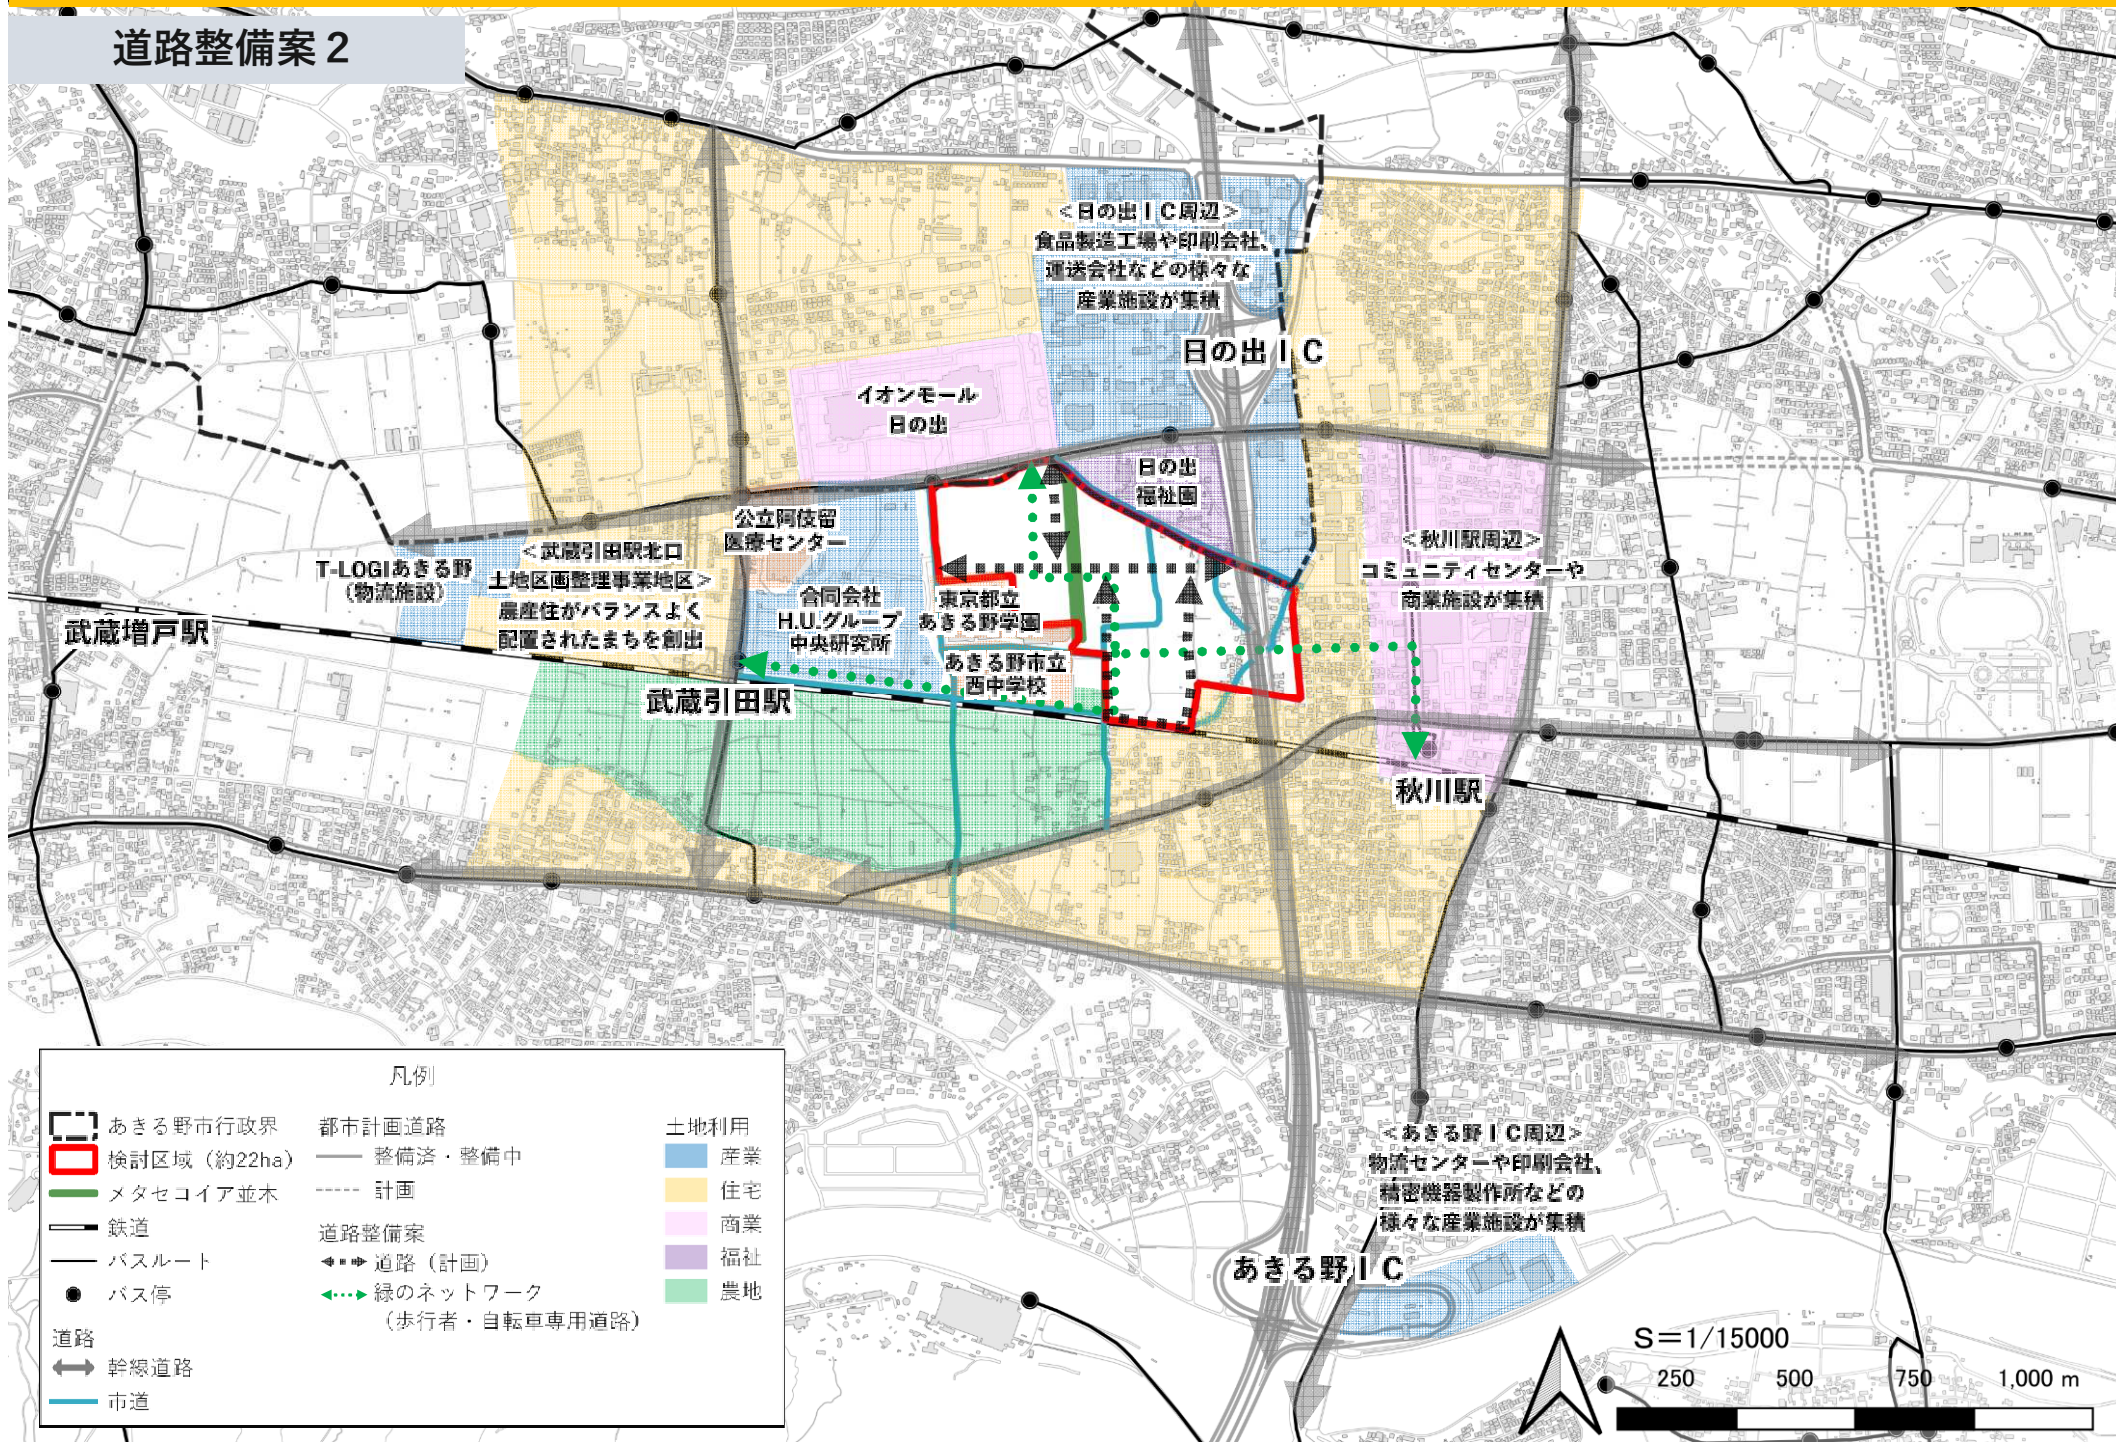 道路整備案２
＜日の出ＩＣ周辺＞
食品製造工場や印刷会社、
運送会社などの様々な
産業施設が集積
日の出ＩＣ
イオンモール
日の出
日の出
福祉園
公立阿伎留
医療センター
＜武蔵引田駅北口
土地区画整理事業地区＞
農産住がバランスよく
配置されたまちを創出
T-LOGIあきる野
（物流施設）
合同会社
H.U.グループ
中央研究所
東京都立
あきる野学園
あきる野市立
西中学校
＜秋川駅周辺＞
コミュニティセンターや
商業施設が集積
武蔵増戸駅
武蔵引田駅
秋川駅
＜あきる野ＩＣ周辺＞
物流センターや印刷会社、
精密機器製作所などの
様々な産業施設が集積
あきる野ＩＣ
凡例
あきる野市行政界
検討区域（約22ha）
メタセコイア並木
鉄道
バスルート
バス停
道路
幹線道路
市道
都市計画道路
整備済・整備中
計画
道路整備案
道路（計画）
緑のネットワーク
（歩行者・自転車専用道路）
土地利用
産業
住宅
商業
福祉
農地
S＝1/15000
250 500 750 1,000 m